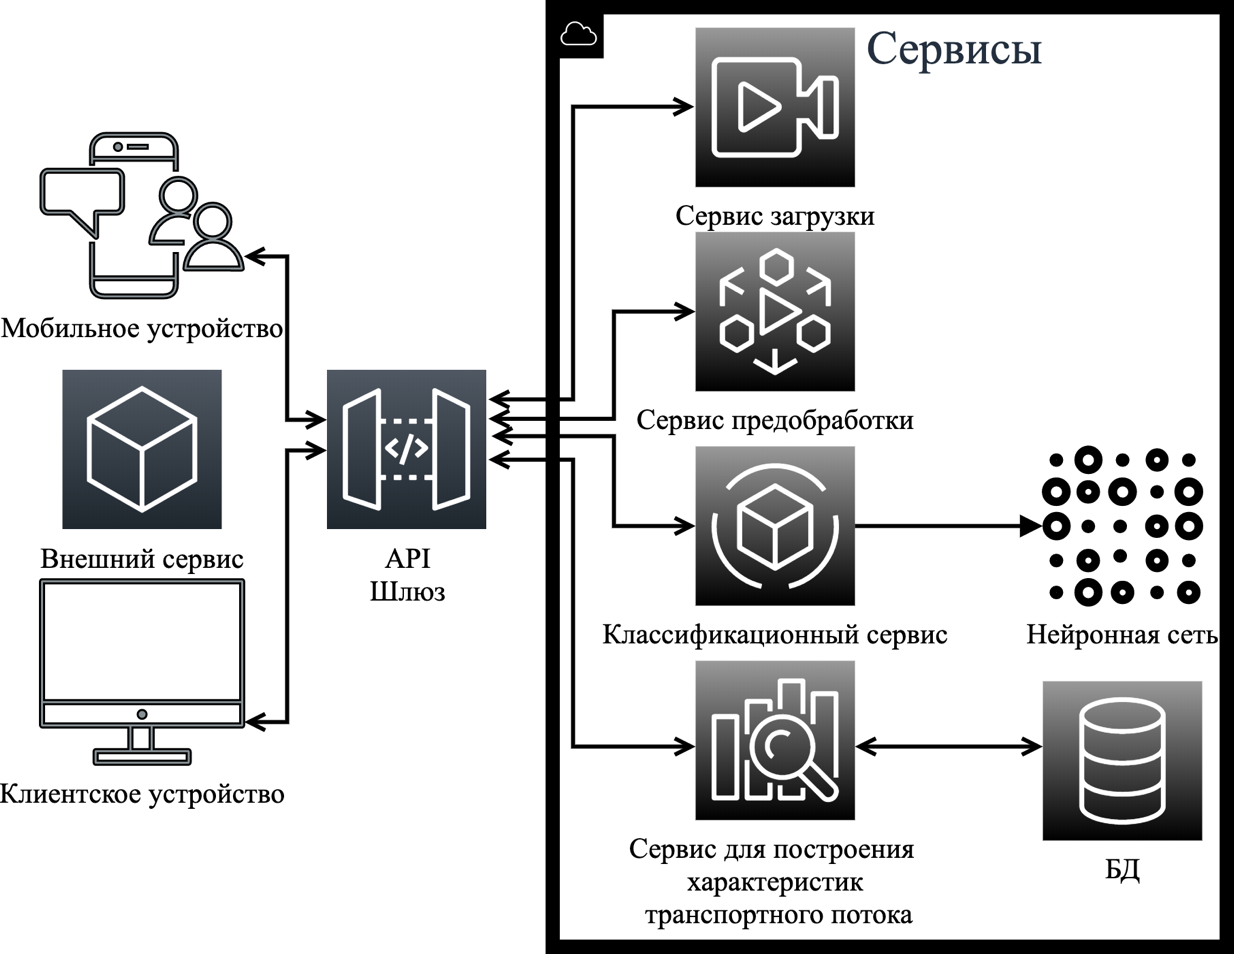 Сервисы
Сервис загрузки
Мобильное устройство
Сервис предобработки
</>
Внешний сервис
API
Шлюз
Классификационный сервис
Нейронная сеть
Клиентское устройство
Сервис для построения
характеристик
транспортного потока
БД